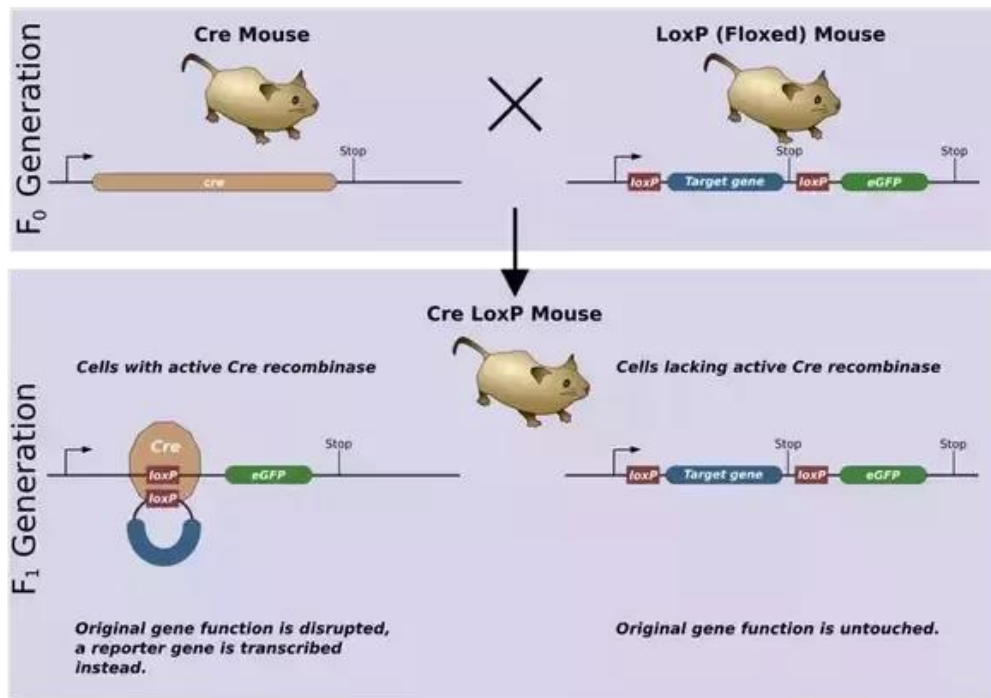 F0 Generation
Cre Mouse
LoxP (Floxed) Mouse
Stop
cre
Stop
Stop
loxP
Target gene
loxP
eGFP
Cre LoxP Mouse
F1 Generation
Cells with active Cre recombinase
Cells lacking active Cre recombinase
Cre
loxP
loxP
eGFP
Stop
Stop
Stop
loxP
Target gene
loxP
eGFP
Original gene function is disrupted,
a reporter gene is transcribed
instead.
Original gene function is untouched.